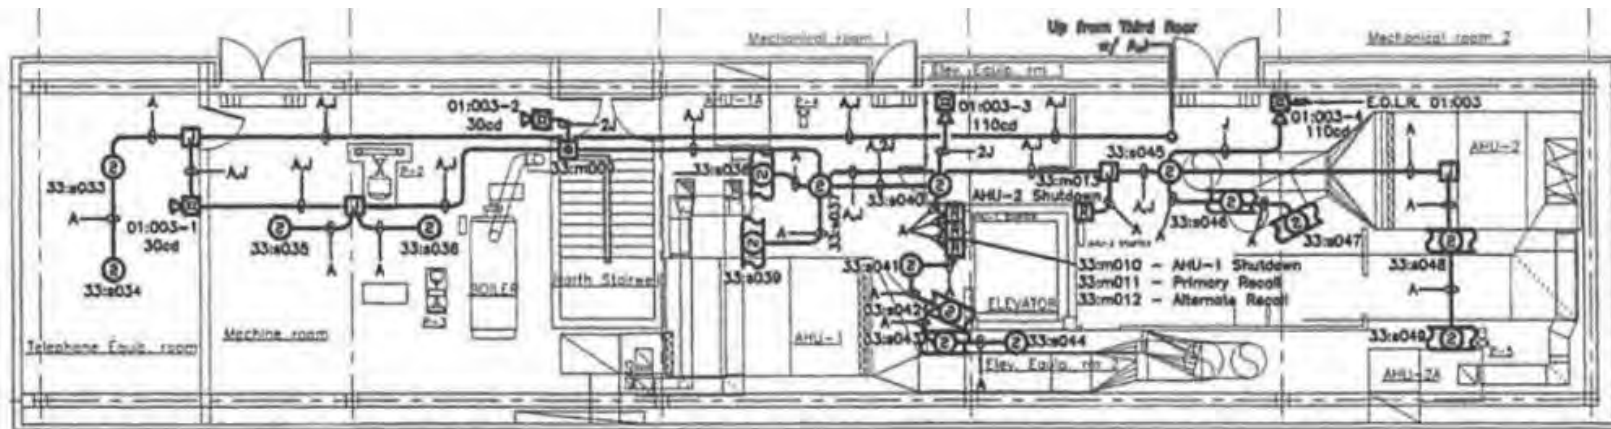 Up from Third floor
w/ A,J
Mechanical room 1
Mechanical room 2
Elev. Equip. rm 1
01:003-2
30cd
2J
AHU-1A
01:003-3
110cd
E.O.L.R. 01:003
01:003-4
110cd
A
A,J
A,J
A,J
A,J
J
A
33:s033
A,J
A,J
A,J
P-2
33:s036
A
A,2J
2J
A,J
33:s045
33:m013
AHU-2
A
01:003-1
30cd
33:s035
33:s036
33:s037
A,J
33:s040
AHU-2 Shutdown
A,J
33:s046
33:s047
A
33:s034
A
A
BOILER
North Stairwell
33:s039
33:s041
33:m010 - AHU-1 Shutdown
33:m011 - Primary Recall
33:m012 - Alternate Recall
33:s048
A
ELEVATOR
33:s042
Telephone Equip. room
Machine room
AHU-1
33:s043
33:s044
33:s049
Elev. Equip. rm 2
AHU-2A
A